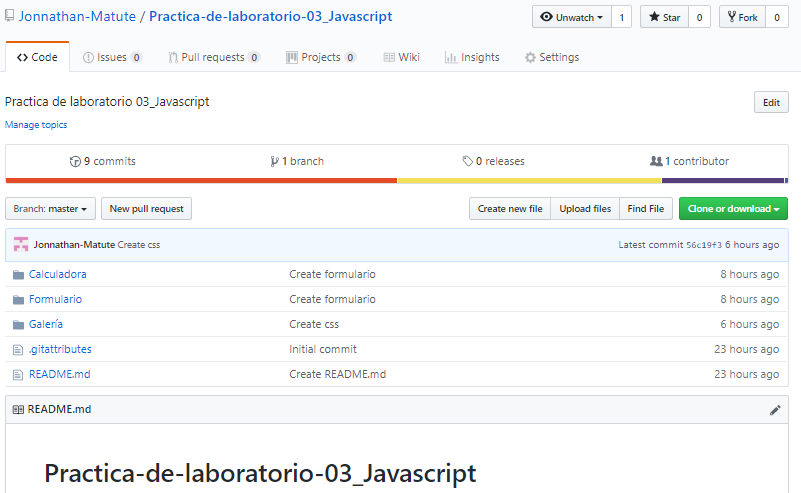 Jonnathan-Matute / Practica-de-laboratorio-03_Javascript
Unwatch 1 Star 0 Fork 0
Code Issues 0 Pull requests 0 Projects 0 Wiki Insights Settings
Practica de laboratorio 03_Javascript Edit
Manage topics
9 commits 1 branch 0 releases 1 contributor
Branch: master New pull request Create new file Upload files Find File Clone or download
Jonnathan-Matute Create css Latest commit 56c19f3 6 hours ago
Calculadora Create formulario 8 hours ago
Formulario Create formulario 8 hours ago
Galería Create css 6 hours ago
.gitattributes Initial commit 23 hours ago
README.md Create README.md 23 hours ago
README.md
Practica-de-laboratorio-03_Javascript